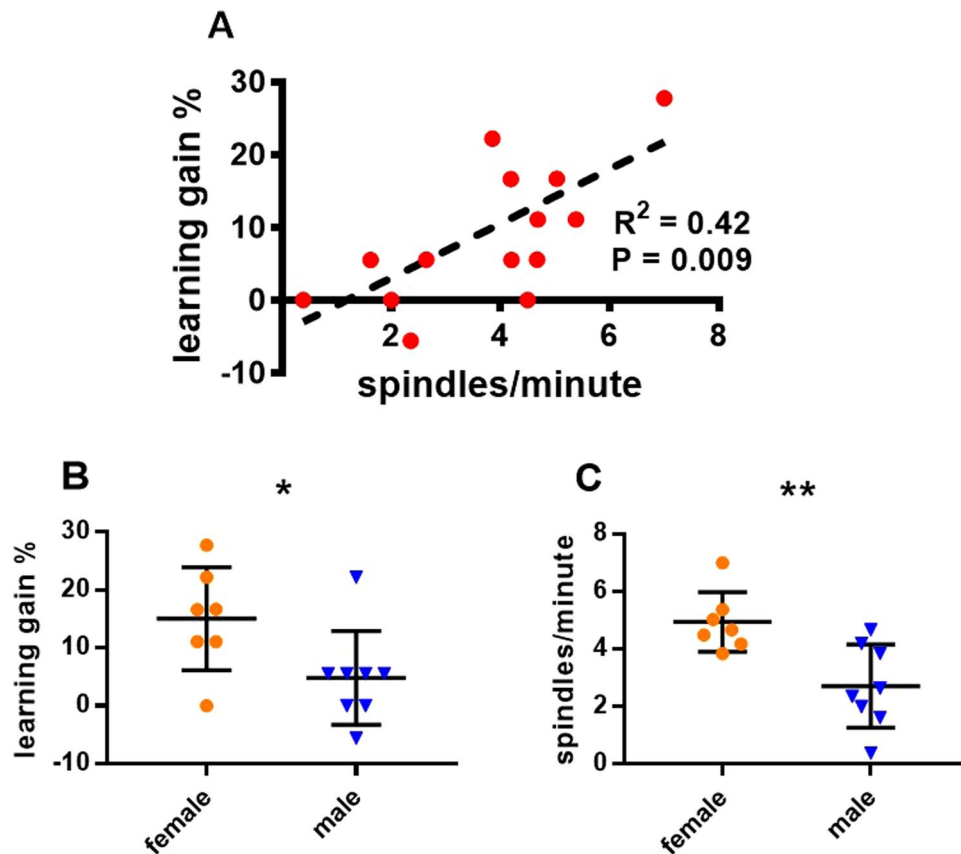 A
learning gain %
30
20
10
0
-10
2
4
6
8
spindles/minute
R² = 0.42
P = 0.009
B
*
learning gain %
30
20
10
0
-10
female
male
C
**
spindles/minute
8
6
4
2
0
female
male